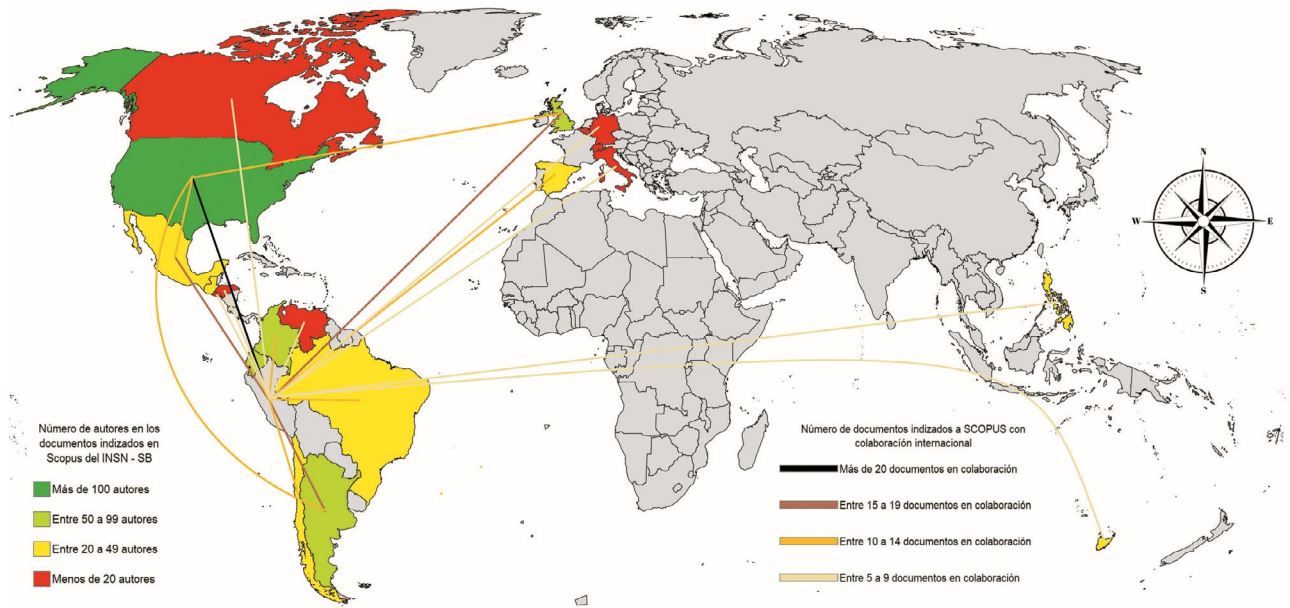 N
W
E
S
Número de autores en los
documentos indizados en
Scopus del INSN - SB
Más de 100 autores
Entre 50 a 99 autores
Entre 20 a 49 autores
Menos de 20 autores
Número de documentos indizados a SCOPUS con
colaboración internacional
Más de 20 documentos en colaboración
Entre 15 a 19 documentos en colaboración
Entre 10 a 14 documentos en colaboración
Entre 5 a 9 documentos en colaboración